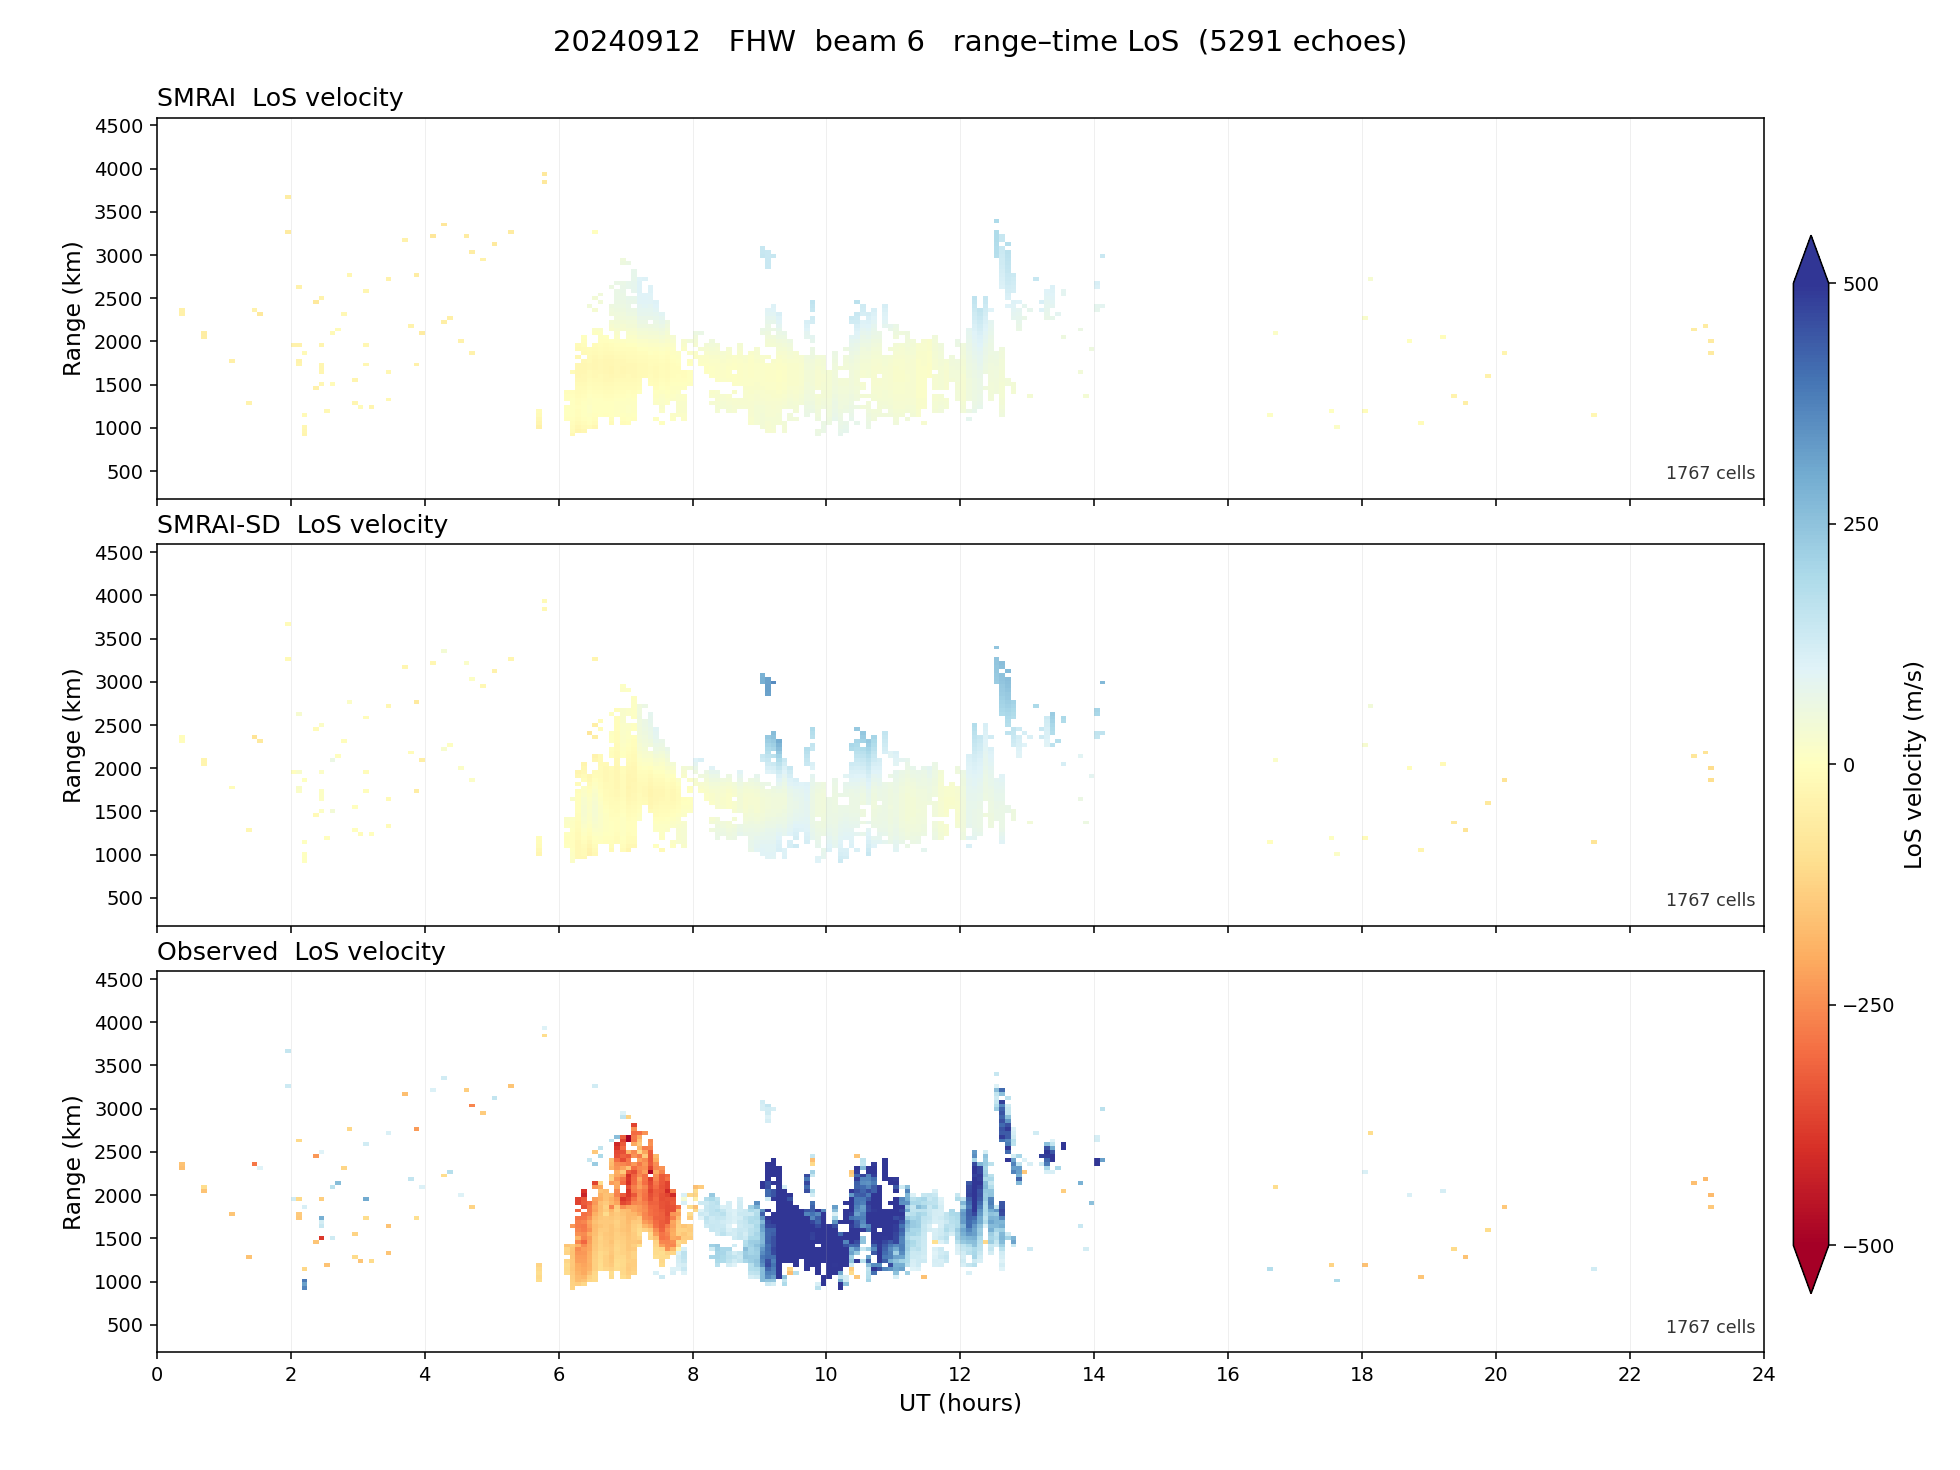 20240912   FHW  beam 6   range–time LoS  (5291 echoes)
SMRAI  LoS velocity
4500
4000
3500
3000
2500
2000
1500
1000
500
Range (km)
1767 cells
SMRAI-SD  LoS velocity
4500
4000
3500
3000
2500
2000
1500
1000
500
Range (km)
1767 cells
Observed  LoS velocity
4500
4000
3500
3000
2500
2000
1500
1000
500
Range (km)
1767 cells
0 2 4 6 8 10 12 14 16 18 20 22 24
UT (hours)
500
250
0
−250
−500
LoS velocity (m/s)